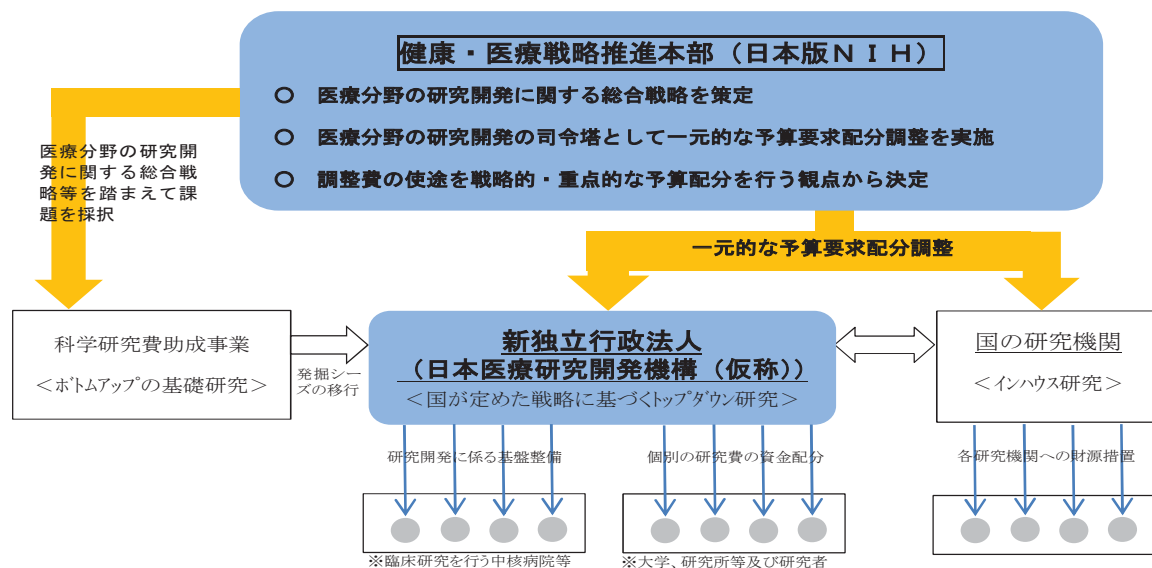 健康・医療戦略推進本部（日本版ＮＩＨ）
○ 医療分野の研究開発に関する総合戦略を策定
○ 医療分野の研究開発の司令塔として一元的な予算要求配分調整を実施
○ 調整費の使途を戦略的・重点的な予算配分を行う観点から決定
医療分野の研究開
発に関する総合戦
略等を踏まえて課
題を採択
一元的な予算要求配分調整
科学研究費助成事業
＜ﾎﾞﾄﾑｱｯﾌﾟの基礎研究＞
発掘シー
ズの移行
新独立行政法人
（日本医療研究開発機構（仮称））
＜国が定めた戦略に基づくﾄｯﾌﾟﾀﾞｳﾝ研究＞
国の研究機関
＜インハウス研究＞
研究開発に係る基盤整備
個別の研究費の資金配分
各研究機関への財源措置
※臨床研究を行う中核病院等
※大学、研究所等及び研究者